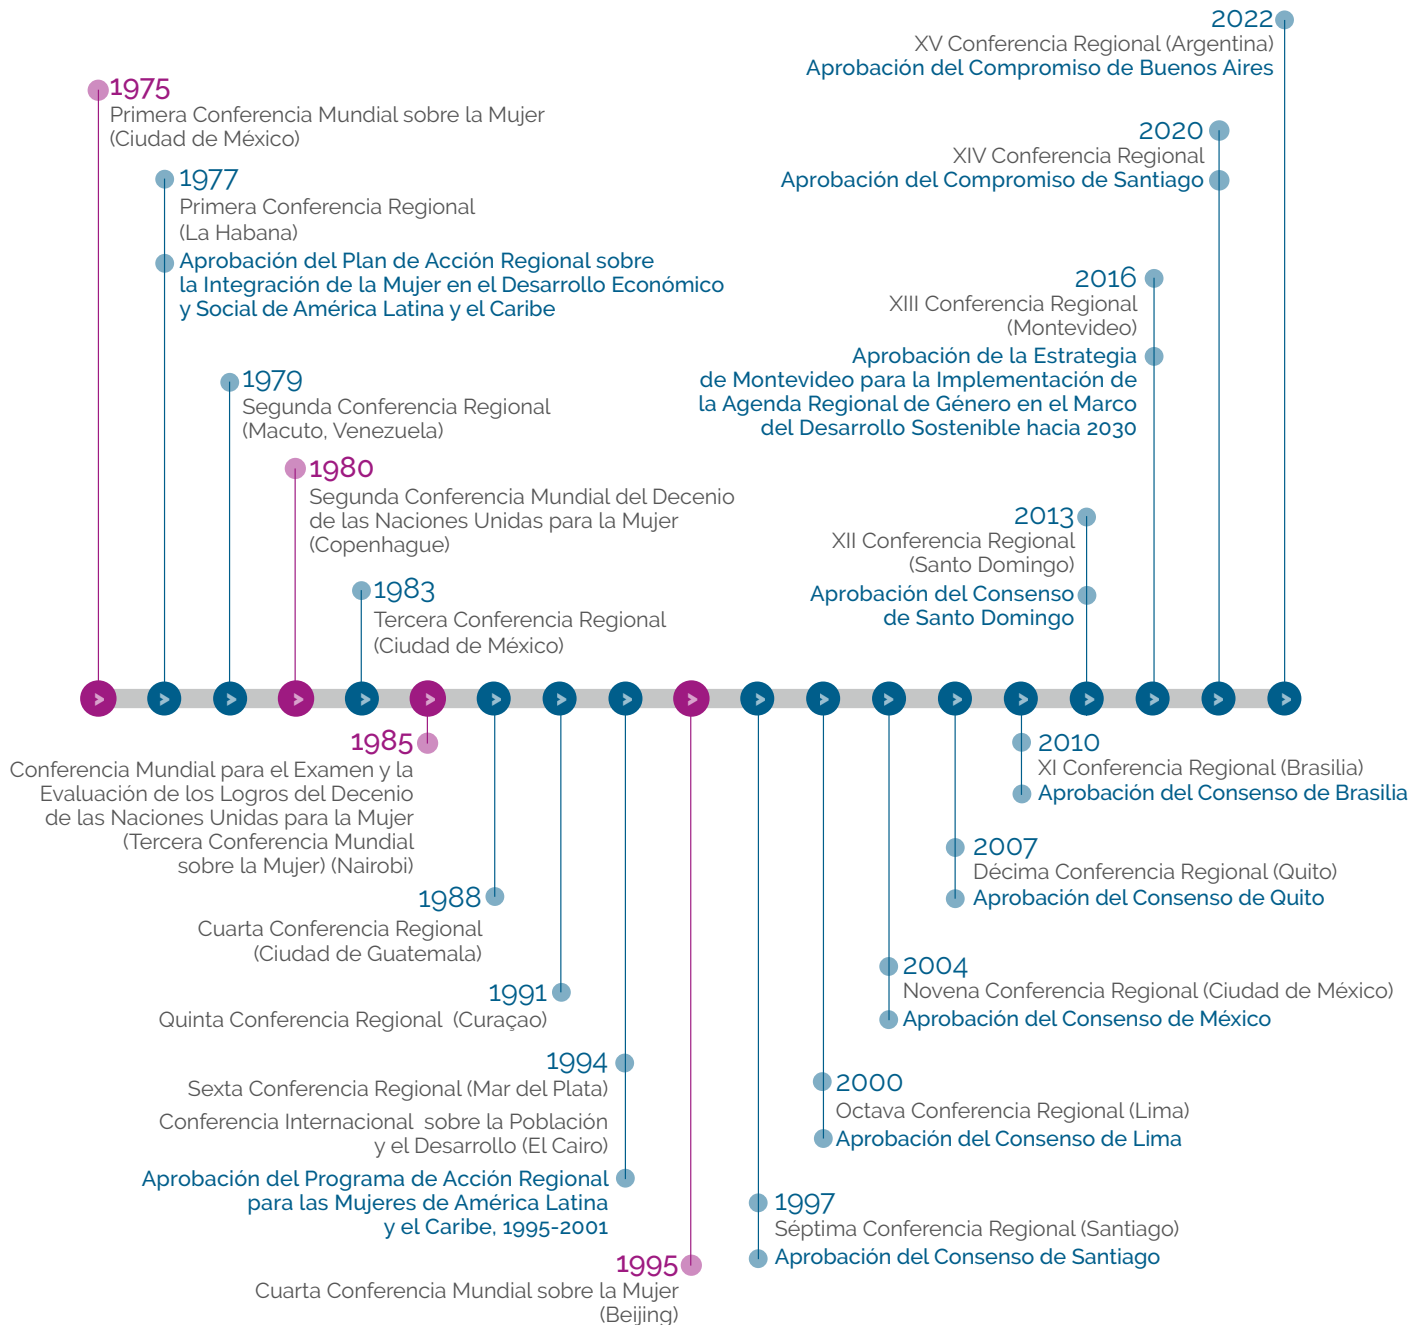 1975
Primera Conferencia Mundial sobre la Mujer
(Ciudad de México)
1977
Primera Conferencia Regional
(La Habana)
Aprobación del Plan de Acción Regional sobre
la Integración de la Mujer en el Desarrollo Económico
y Social de América Latina y el Caribe
1979
Segunda Conferencia Regional
(Macuto, Venezuela)
1980
Segunda Conferencia Mundial del Decenio
de las Naciones Unidas para la Mujer
(Copenhague)
1983
Tercera Conferencia Regional
(Ciudad de México)
1985
Conferencia Mundial para el Examen y la
Evaluación de los Logros del Decenio
de las Naciones Unidas para la Mujer
(Tercera Conferencia Mundial
sobre la Mujer) (Nairobi)
1988
Cuarta Conferencia Regional
(Ciudad de Guatemala)
1991
Quinta Conferencia Regional (Curaçao)
1994
Sexta Conferencia Regional (Mar del Plata)
Conferencia Internacional sobre la Población
y el Desarrollo (El Cairo)
Aprobación del Programa de Acción Regional
para las Mujeres de América Latina
y el Caribe, 1995-2001
1995
Cuarta Conferencia Mundial sobre la Mujer
(Beijing)
1997
Séptima Conferencia Regional (Santiago)
Aprobación del Consenso de Santiago
2000
Octava Conferencia Regional (Lima)
Aprobación del Consenso de Lima
2004
Novena Conferencia Regional (Ciudad de México)
Aprobación del Consenso de México
2007
Décima Conferencia Regional (Quito)
Aprobación del Consenso de Quito
2010
XI Conferencia Regional (Brasilia)
Aprobación del Consenso de Brasilia
2013
XII Conferencia Regional
(Santo Domingo)
Aprobación del Consenso
de Santo Domingo
2016
XIII Conferencia Regional
(Montevideo)
Aprobación de la Estrategia
de Montevideo para la Implementación de
la Agenda Regional de Género en el Marco
del Desarrollo Sostenible hacia 2030
2020
XIV Conferencia Regional
Aprobación del Compromiso de Santiago
2022
XV Conferencia Regional (Argentina)
Aprobación del Compromiso de Buenos Aires